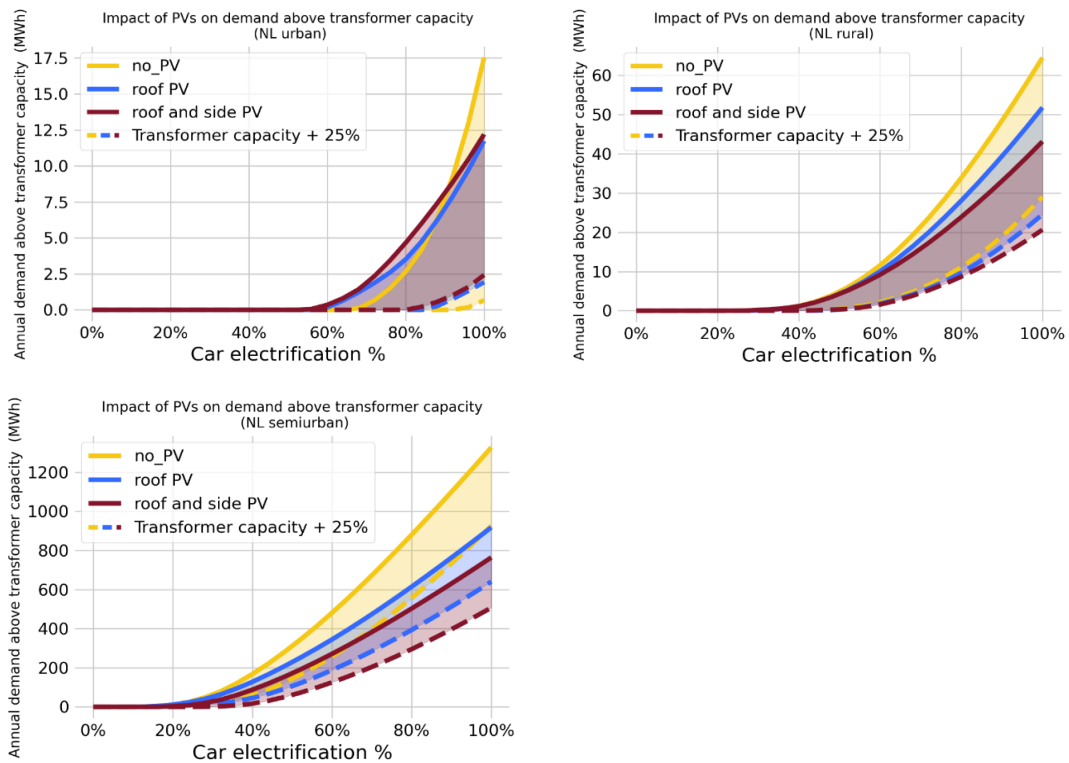 Impact of PVs on demand above transformer capacity
(NL urban)
Annual demand above transformer capacity (MWh)
17.5
15.0
12.5
10.0
7.5
5.0
2.5
0.0
no_PV
roof PV
roof and side PV
Transformer capacity + 25%
0%
20%
40%
60%
80%
100%
Car electrification %
Impact of PVs on demand above transformer capacity
(NL rural)
Annual demand above transformer capacity (MWh)
60
50
40
30
20
10
0
no_PV
roof PV
roof and side PV
Transformer capacity + 25%
0%
20%
40%
60%
80%
100%
Car electrification %
Impact of PVs on demand above transformer capacity
(NL semiurban)
Annual demand above transformer capacity (MWh)
1200
1000
800
600
400
200
0
no_PV
roof PV
roof and side PV
Transformer capacity + 25%
0%
20%
40%
60%
80%
100%
Car electrification %